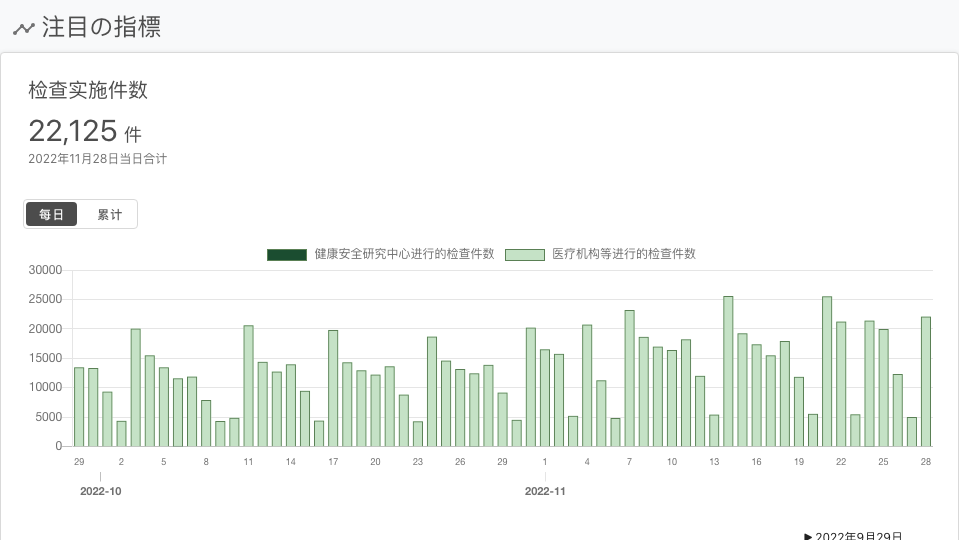 注目の指標
检查实施件数
22,125 件
2022年11月28日当日合计
每日 累计
健康安全研究中心进行的检查件数 医疗机构等进行的检查件数
30000
25000
20000
15000
10000
5000
0
29 2 5 8 11 14 17 20 23 26 29 1 4 7 10 13 16 19 22 25 28
2022-10 2022-11
▶ 2022年9月29日